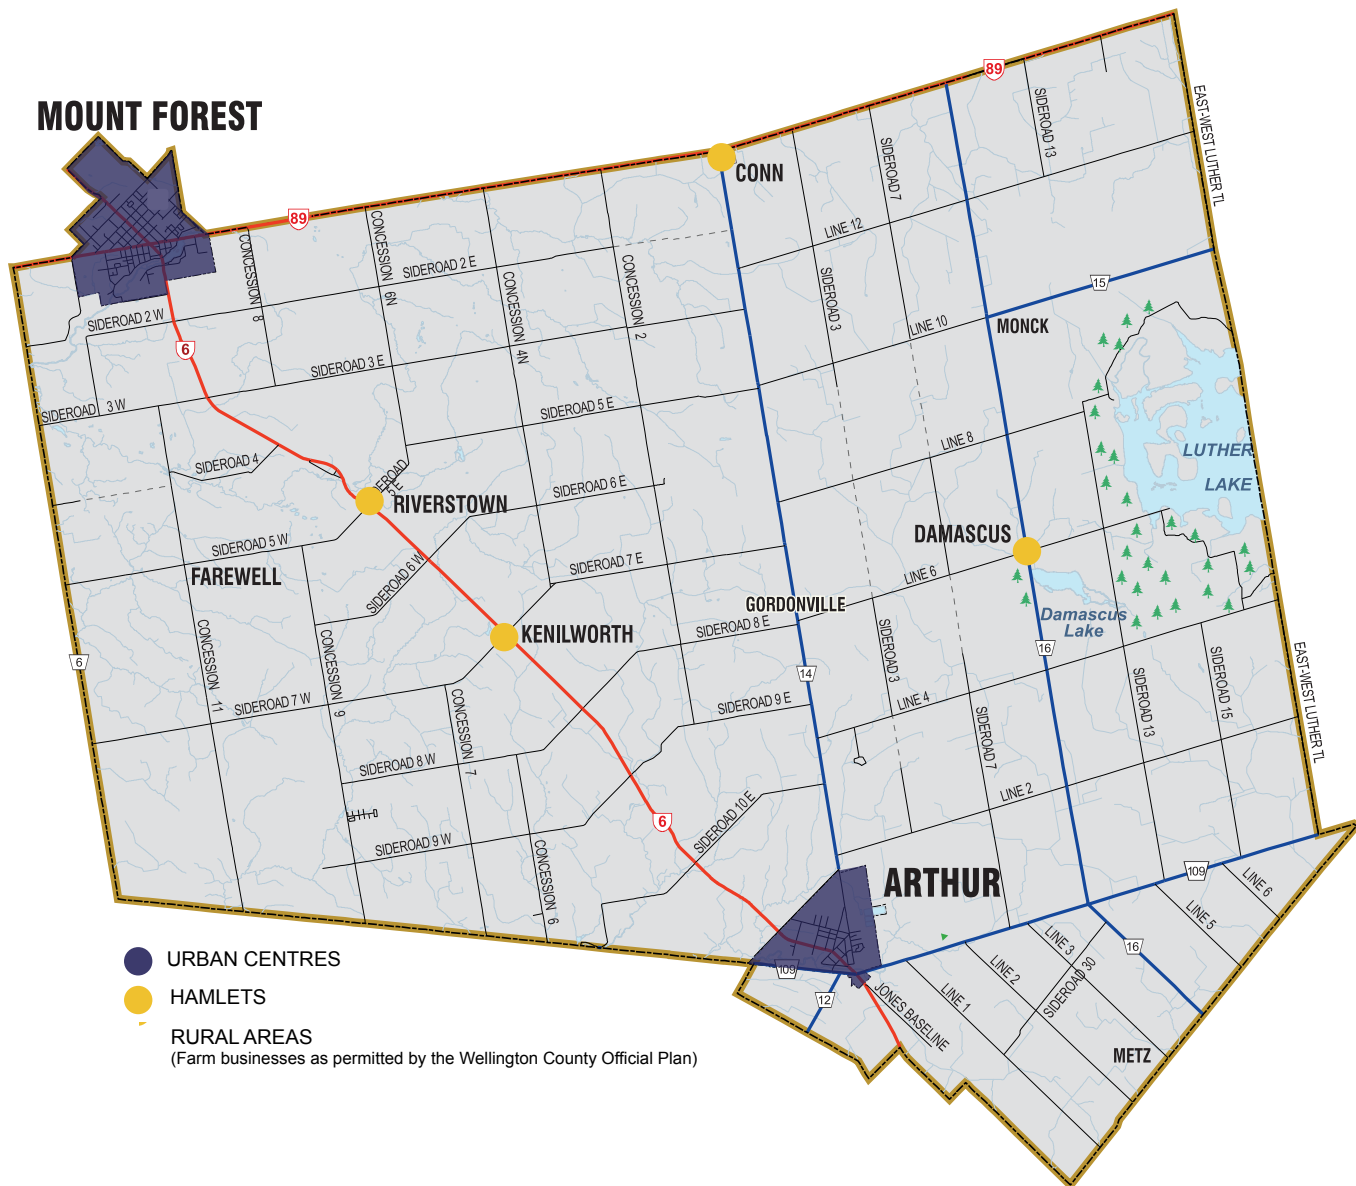 MOUNT FOREST
89
89
CONN
EAST-WEST LUTHER TL
SIDEROAD 13
SIDEROAD 7
LINE 12
SIDEROAD 3
CONCESSION 8
CONCESSION 6N
SIDEROAD 2 E
CONCESSION 4N
CONCESSION 2
15
MONCK
LINE 10
SIDEROAD 2 W
6
SIDEROAD 3 E
SIDEROAD 3 W
SIDEROAD 5 E
LINE 8
LUTHER
LAKE
SIDEROAD 4
SIDEROAD
5 E
RIVERSTOWN
SIDEROAD 6 E
DAMASCUS
SIDEROAD 5 W
FAREWELL
SIDEROAD 6 W
SIDEROAD 7 E
LINE 6
GORDONVILLE
Damascus
Lake
KENILWORTH
SIDEROAD 8 E
16
6
CONCESSION 11
CONCESSION 9
SIDEROAD 3
14
SIDEROAD 13
SIDEROAD 15
EAST-WEST LUTHER TL
SIDEROAD 7 W
CONCESSION 7
SIDEROAD 9 E
LINE 4
SIDEROAD 7
SIDEROAD 8 W
LINE 2
6
SIDEROAD 10 E
SIDEROAD 9 W
CONCESSION 6
ARTHUR
109
LINE 6
LINE 5
16
LINE 3
LINE 2
SIDEROAD 30
LINE 1
JONES BASELINE
109
12
METZ
URBAN CENTRES
HAMLETS
RURAL AREAS
(Farm businesses as permitted by the Wellington County Official Plan)